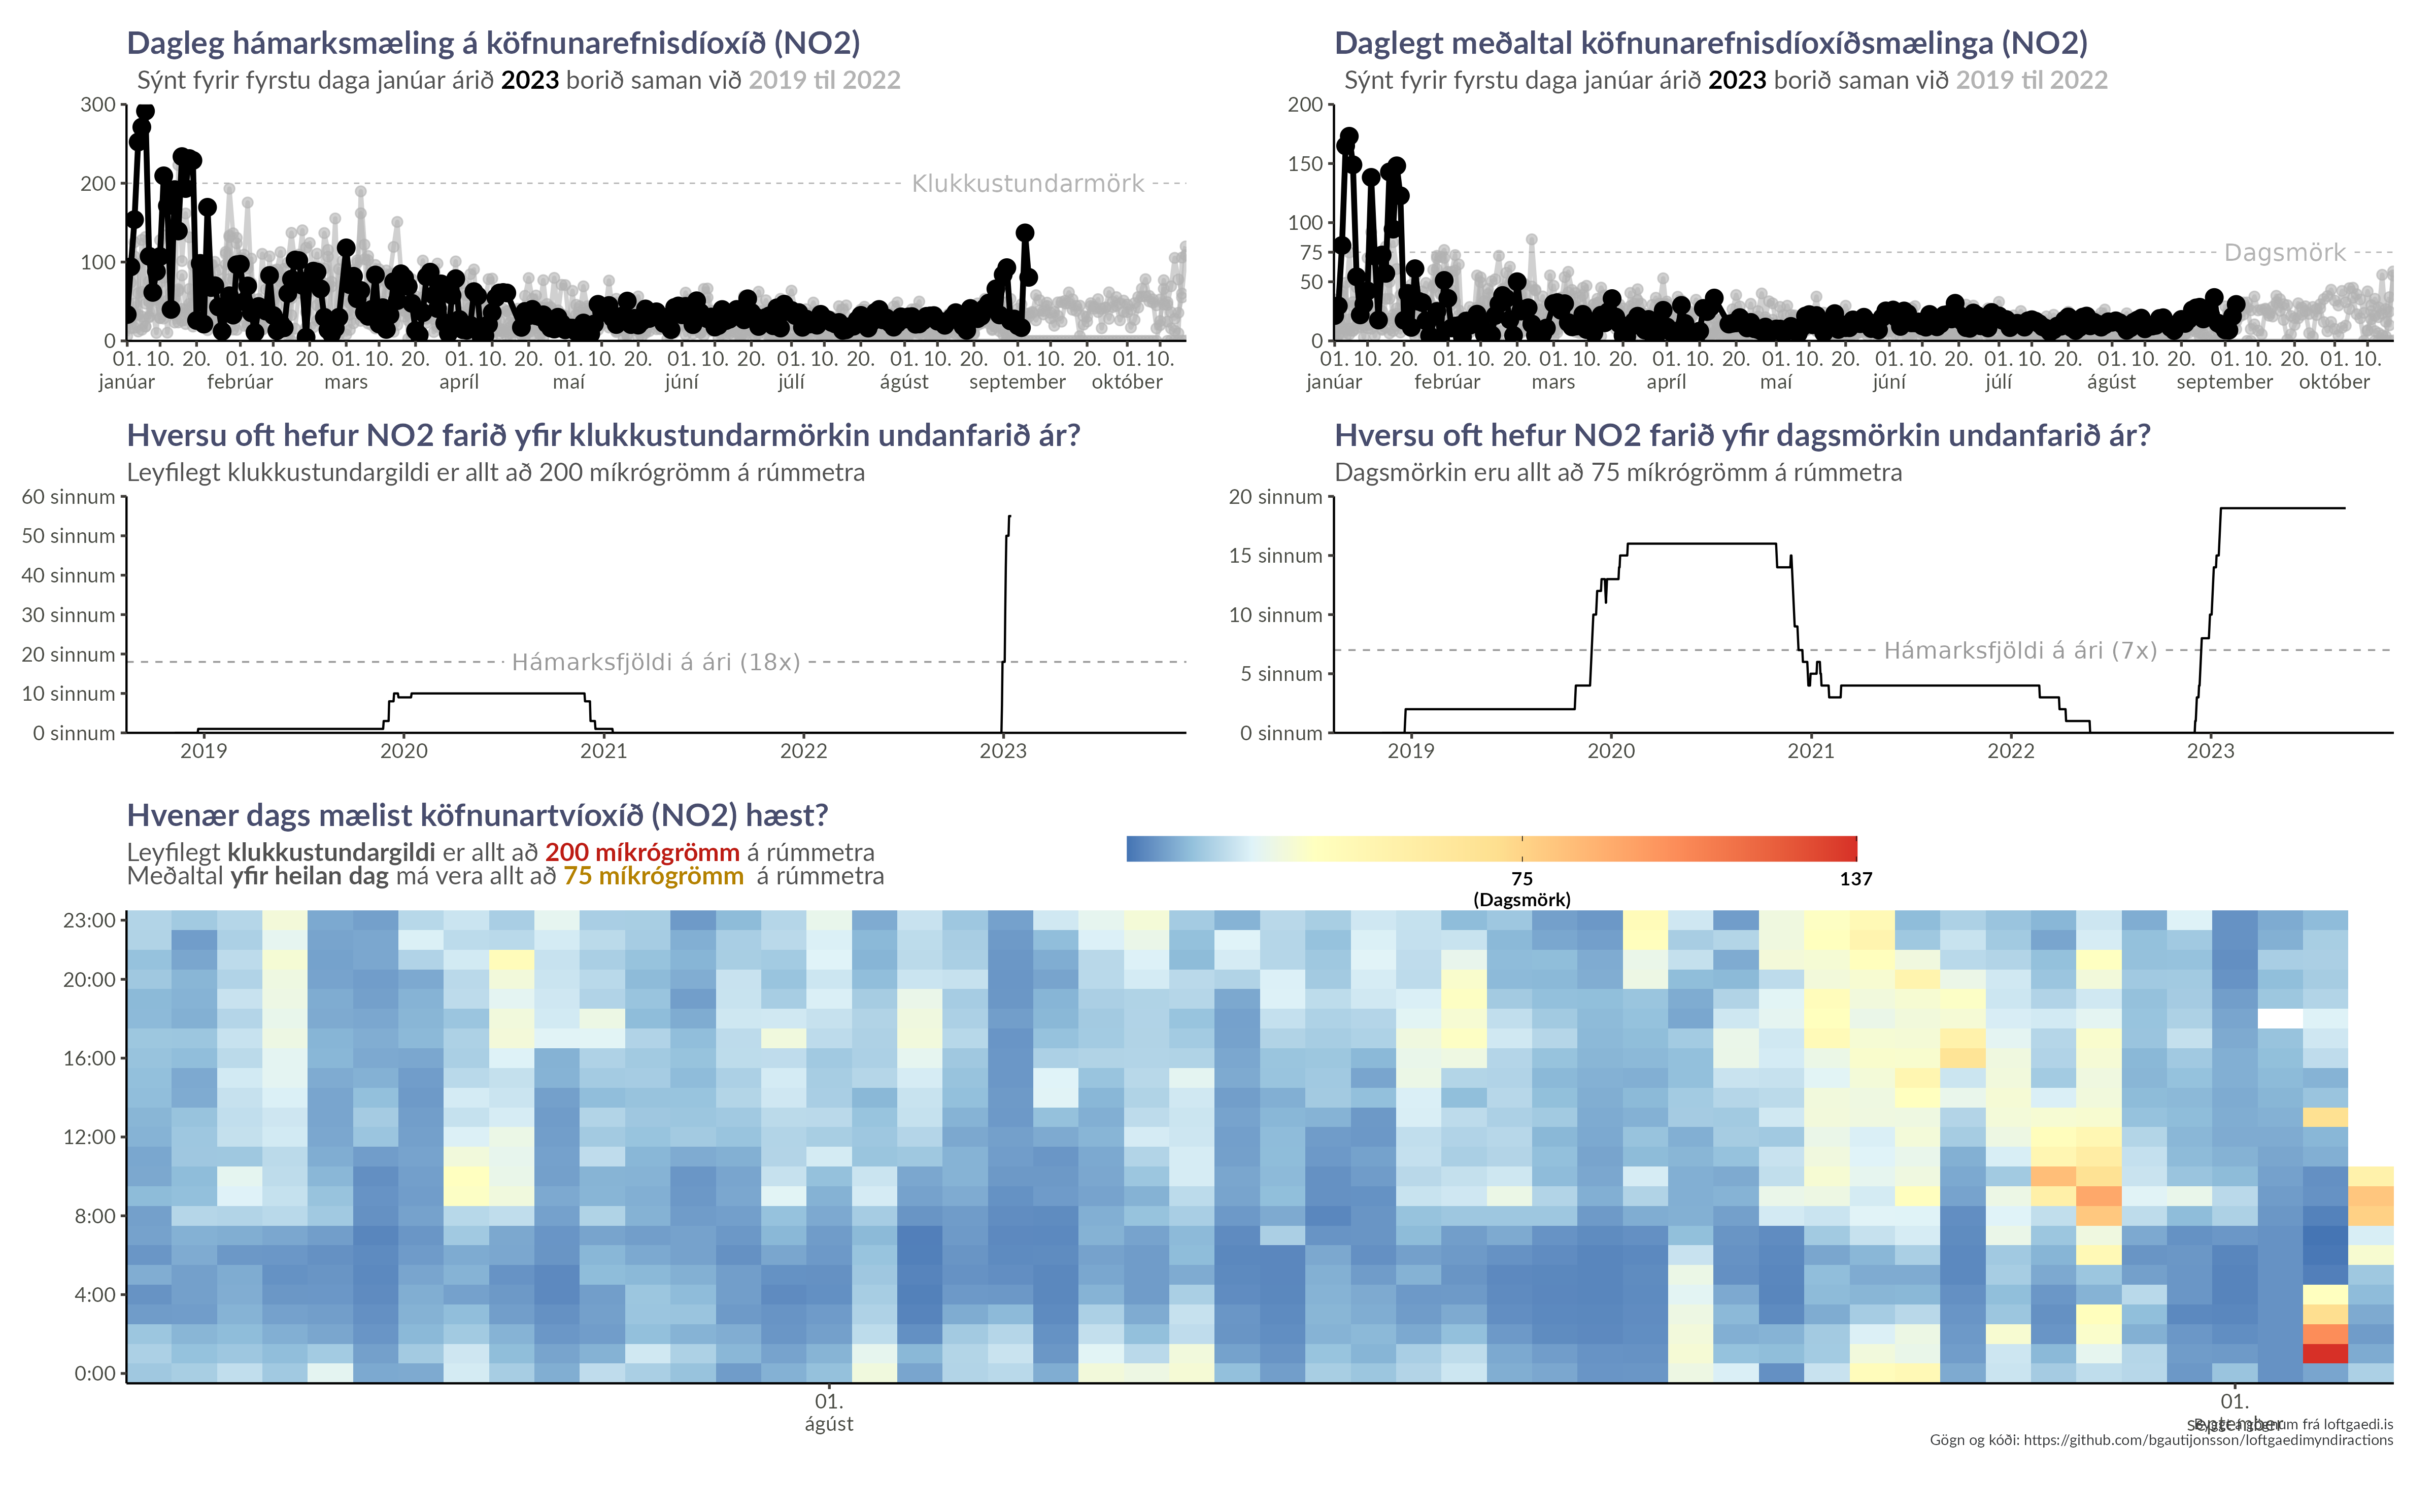 Dagleg hámarksmæling á köfnunarefnisdíoxíð (NO2)
Sýnt fyrir fyrstu daga janúar árið 2023 borið saman við 2019 til 2022
300
200
100
0
Klukkustundarmörk
01. 10. 20. 01. 10. 20. 01. 10. 20. 01. 10. 20. 01. 10. 20. 01. 10. 20. 01. 10. 20. 01. 10. 20. 01. 10. 20. 01. 10.
janúar febrúar mars apríl maí júní júlí ágúst september október
Daglegt meðaltal köfnunarefnisdíoxíðsmælinga (NO2)
Sýnt fyrir fyrstu daga janúar árið 2023 borið saman við 2019 til 2022
200
150
100
75
50
0
Dagsmörk
01. 10. 20. 01. 10. 20. 01. 10. 20. 01. 10. 20. 01. 10. 20. 01. 10. 20. 01. 10. 20. 01. 10. 20. 01. 10. 20. 01. 10.
janúar febrúar mars apríl maí júní júlí ágúst september október
Hversu oft hefur NO2 farið yfir klukkustundarmörkin undanfarið ár?
Leyfilegt klukkustundargildi er allt að 200 míkrógrömm á rúmmetra
60 sinnum
50 sinnum
40 sinnum
30 sinnum
20 sinnum
10 sinnum
0 sinnum
Hámarksfjöldi á ári (18x)
2019 2020 2021 2022 2023
Hversu oft hefur NO2 farið yfir dagsmörkin undanfarið ár?
Dagsmörkin eru allt að 75 míkrógrömm á rúmmetra
20 sinnum
15 sinnum
10 sinnum
5 sinnum
0 sinnum
Hámarksfjöldi á ári (7x)
2019 2020 2021 2022 2023
Hvenær dags mælist köfnunartvíoxíð (NO2) hæst?
Leyfilegt klukkustundargildi er allt að 200 míkrógrömm á rúmmetra
Meðaltal yfir heilan dag má vera allt að 75 míkrógrömm á rúmmetra
75 137
(Dagsmörk)
23:00
20:00
16:00
12:00
8:00
4:00
0:00
01. 01.
ágúst september
Byggt á gögnum frá loftgaedi.is
Gögn og kóði: https://github.com/bgautijonsson/loftgaedimyndiractions